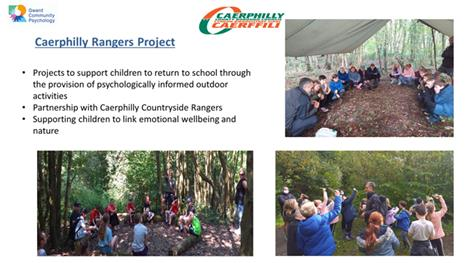 Gwent
Community
Psychology
CAERPHILLY
CAERFFILI
Caerphilly Rangers Project
• Projects to support children to return to school through
the provision of psychologically informed outdoor
activities
• Partnership with Caerphilly Countryside Rangers
• Supporting children to link emotional wellbeing and
nature